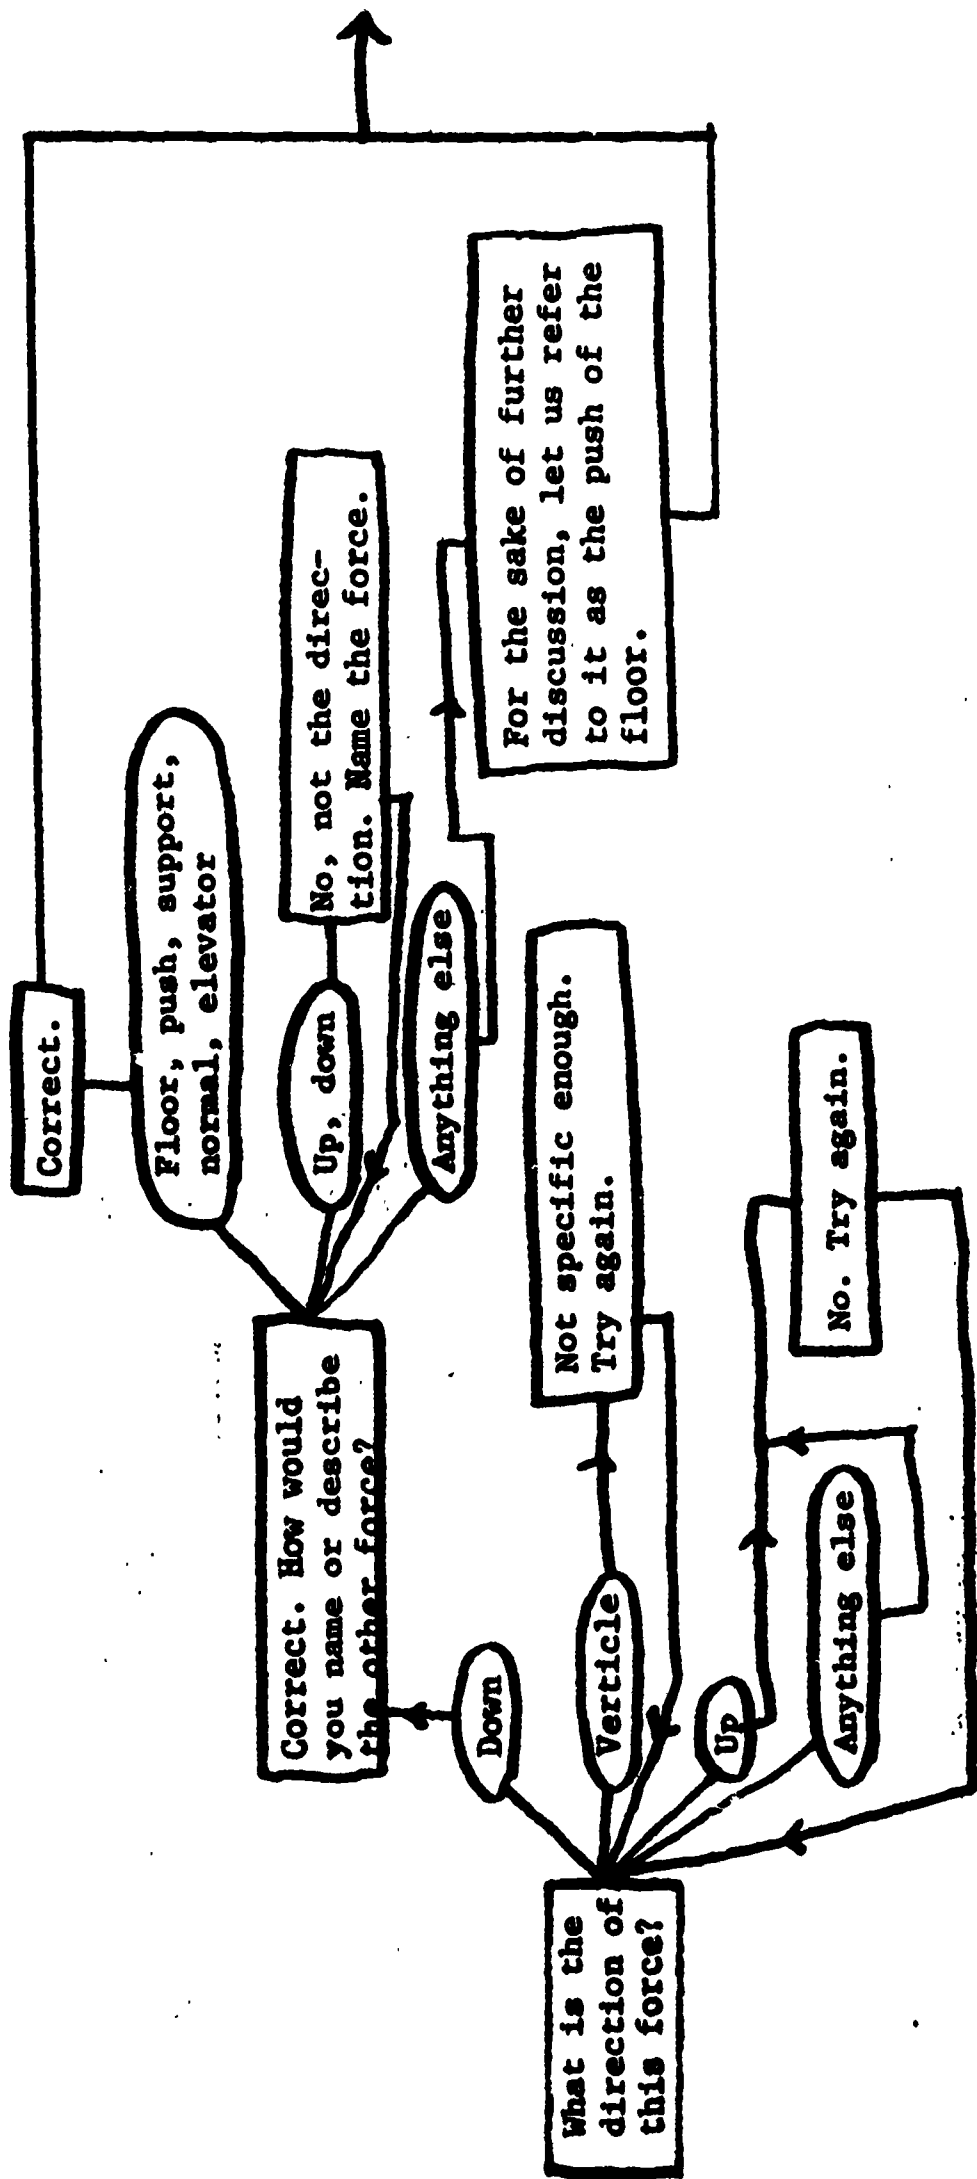 What is the
direction of
this force?
Down
Verticle
Up
Anything else
Not specific enough.
Try again.
No. Try again.
Correct. How would
you name or describe
the other force?
Floor, push, support,
normal, elevator
Up, down
Anything else
Correct.
No, not the direc-
tion. Name the force.
For the sake of further
discussion, let us refer
to it as the push of the
floor.